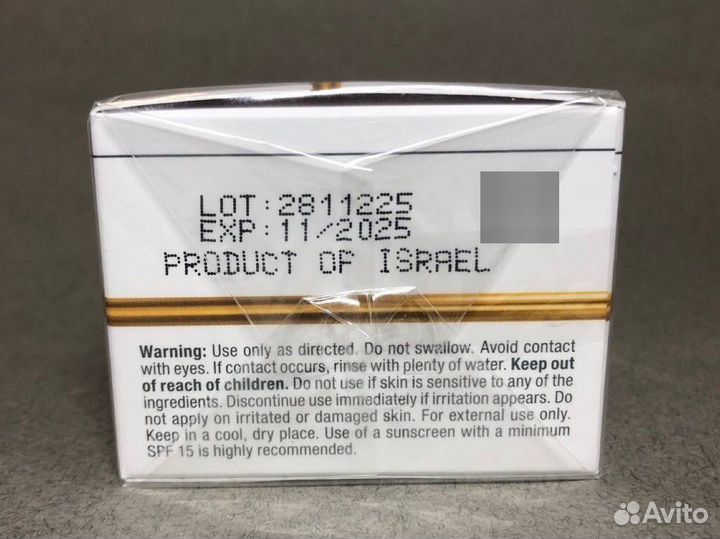 LOT:2811225
EXP:11/2025
PRODUCT OF ISRAEL
Warning: Use only as directed. Do not swallow. Avoid contact
with eyes. If contact occurs, rinse with plenty of water. Keep out
of reach of children. Do not use if skin is sensitive to any of the
ingredients. Discontinue use immediately if irritation appears. Do
not apply on irritated or damaged skin. For external use only.
Keep in a cool, dry place. Use of a sunscreen with a minimum
SPF 15 is highly recommended.
Avito